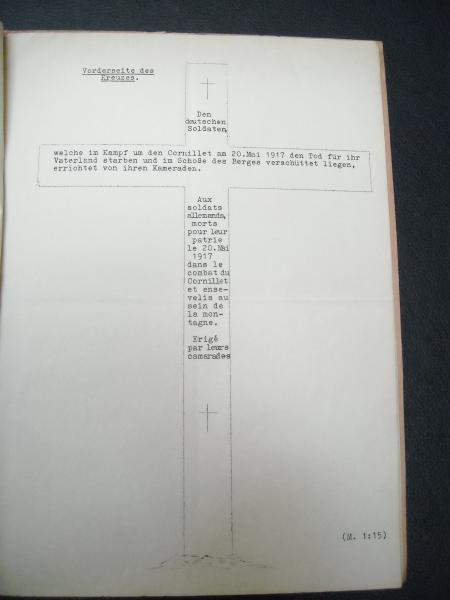 Vorderseite des
Kreuzes.
Den
deutschen
Soldaten,
welche im Kampf um den Cornillet am 20.Mai 1917 den Tod für ihr
Vaterland starben und im Schoße des Berges verschüttet liegen,
errichtet von ihren Kameraden.
Aux
soldats
allemands,
morts
pour leur
patrie
le 20.Mai
1917
dans le
combat du
Cornillet
et ense-
velis au
sein de
la mon-
tagne.
Erigé
par leurs
camarades
(M. 1:15)